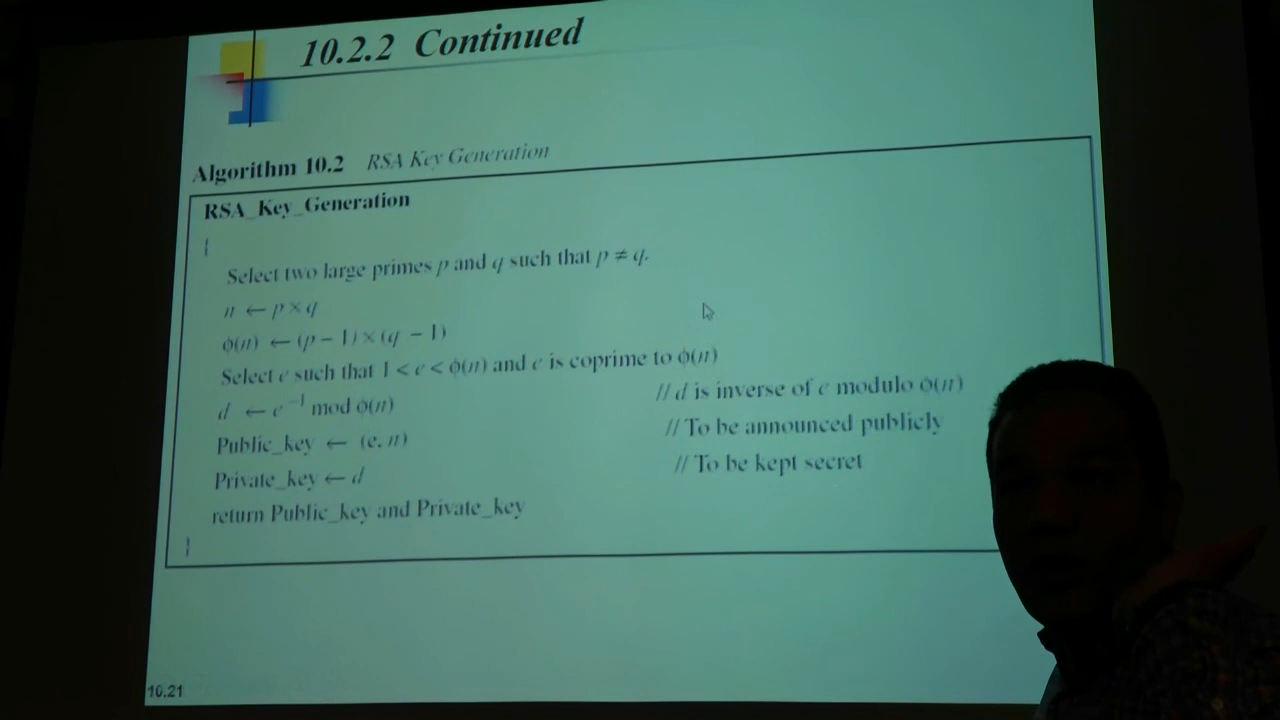 10.2.2 Continued
Algorithm 10.2 RSA Key Generation
RSA_Key_Generation
{
Select two large primes p and q such that p ≠ q.
n ← p × q
ϕ(n) ← (p − 1) × (q − 1)
Select e such that 1 < e < ϕ(n) and e is coprime to ϕ(n)
d ← e⁻¹ mod ϕ(n) // d is inverse of e modulo ϕ(n)
Public_key ← (e, n) // To be announced publicly
Private_key ← d // To be kept secret
return Public_key and Private_key
}
10.21